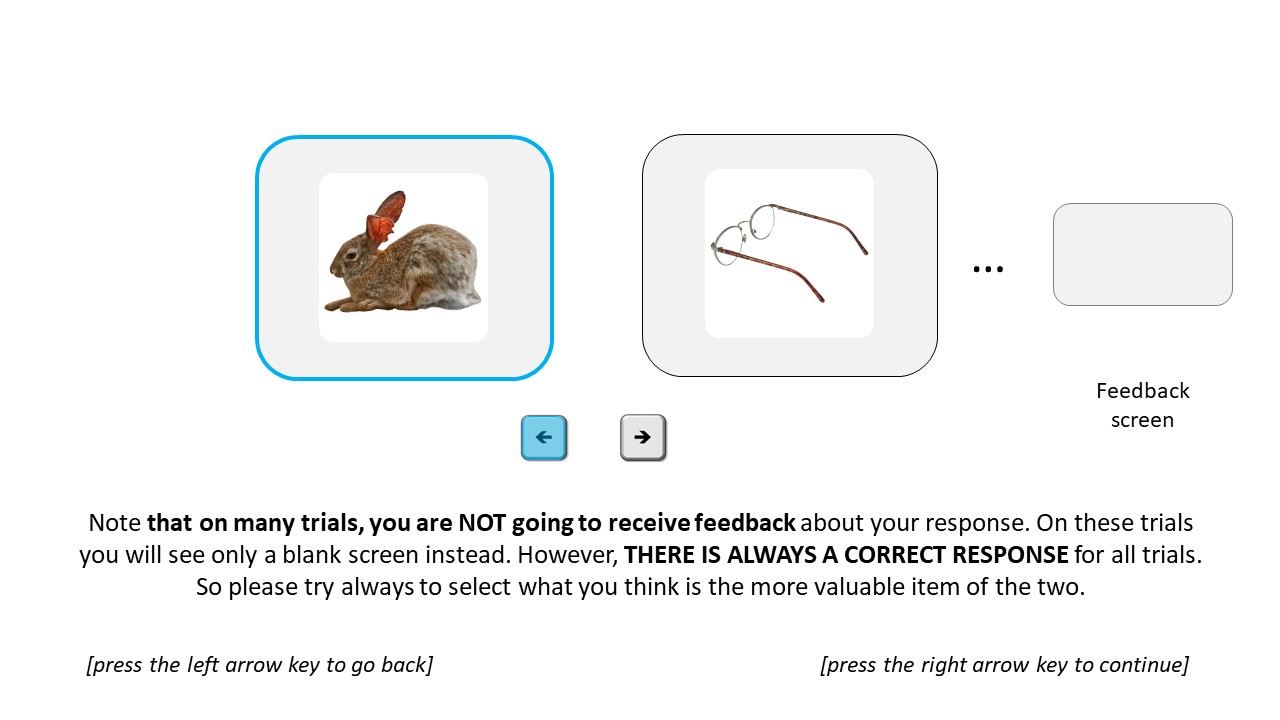 ...
Feedback
screen
←
→
Note that on many trials, you are NOT going to receive feedback about your response. On these trials
you will see only a blank screen instead. However, THERE IS ALWAYS A CORRECT RESPONSE for all trials.
So please try always to select what you think is the more valuable item of the two.
[press the left arrow key to go back]
[press the right arrow key to continue]